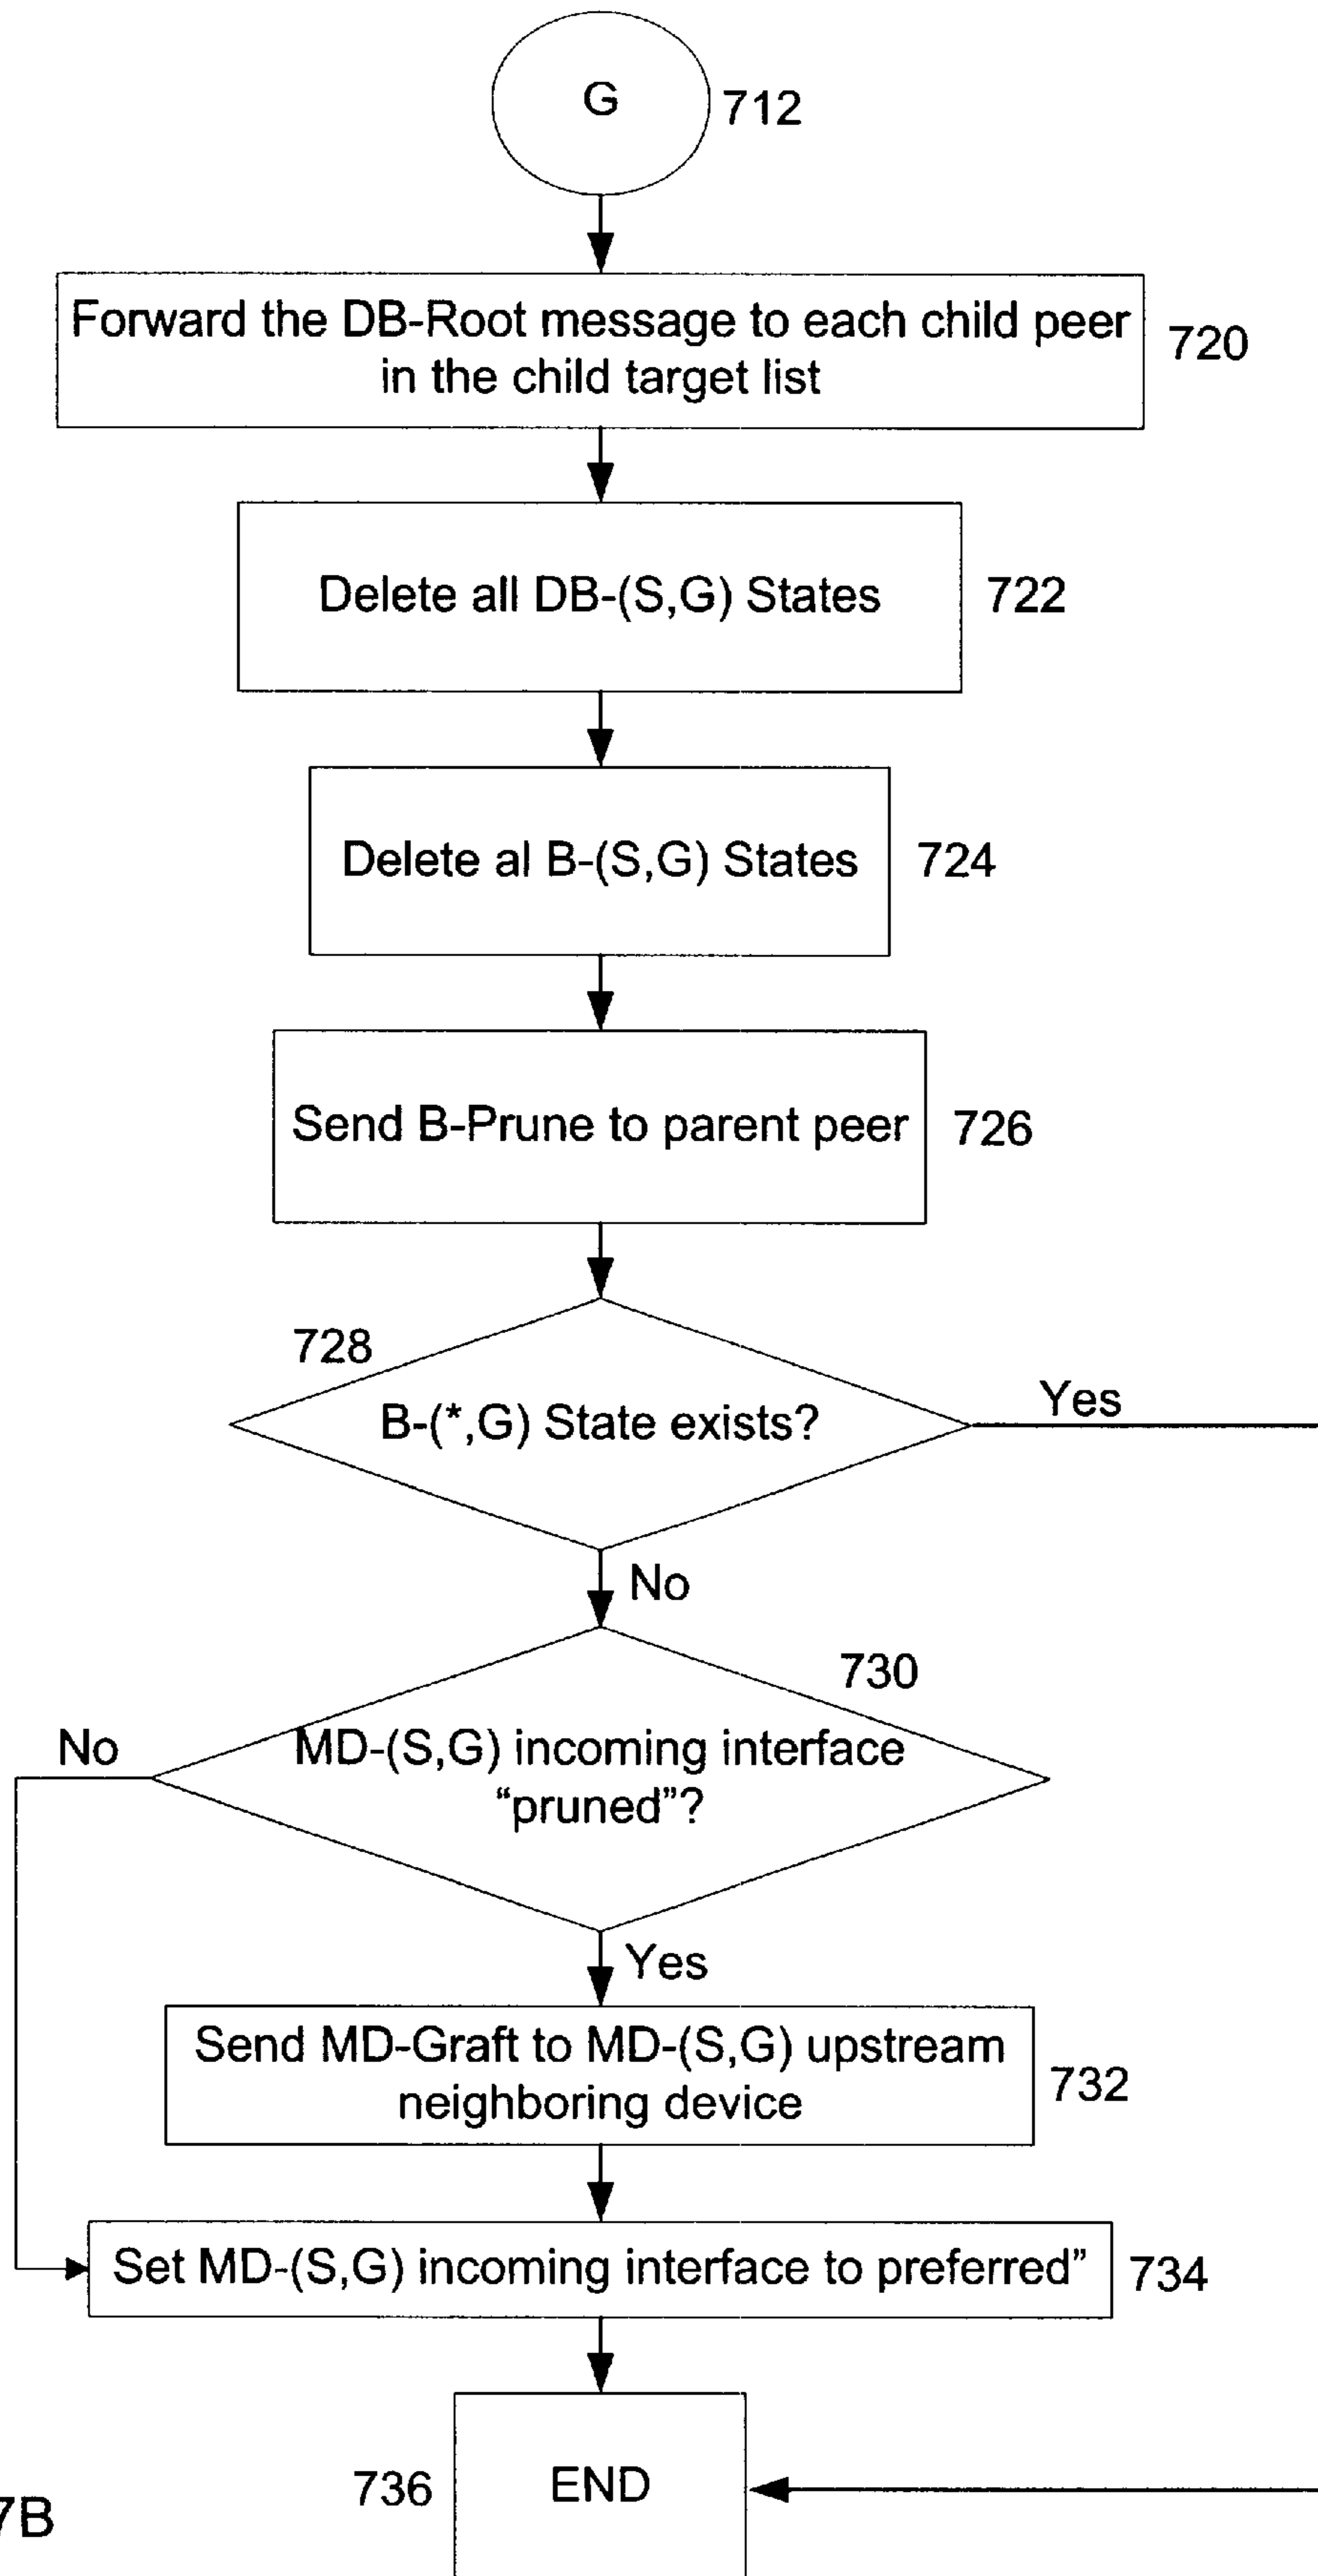 G
712
Forward the DB-Root message to each child peer
in the child target list
720
Delete all DB-(S,G) States
722
Delete al B-(S,G) States
724
Send B-Prune to parent peer
726
728
B-(*,G) State exists?
Yes
No
730
No
MD-(S,G) incoming interface
“pruned”?
Yes
Send MD-Graft to MD-(S,G) upstream
neighboring device
732
Set MD-(S,G) incoming interface to preferred”
734
736
END
7B